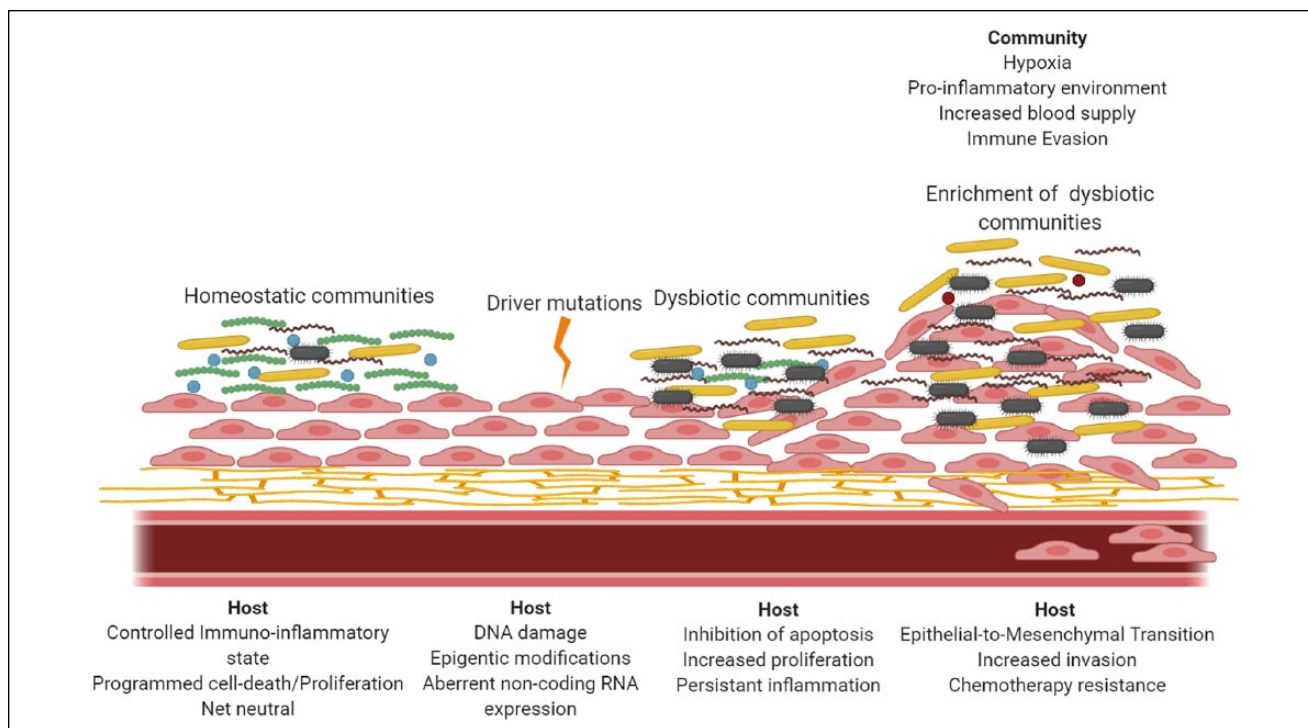 Community
Hypoxia
Pro-inflammatory environment
Increased blood supply
Immune Evasion
Enrichment of dysbiotic
communities
Homeostatic communities
Driver mutations
Dysbiotic communities
Host
Controlled Immuno-inflammatory
state
Programmed cell-death/Proliferation
Net neutral
Host
DNA damage
Epigentic modifications
Aberrent non-coding RNA
expression
Host
Inhibition of apoptosis
Increased proliferation
Persistant inflammation
Host
Epithelial-to-Mesenchymal Transition
Increased invasion
Chemotherapy resistance